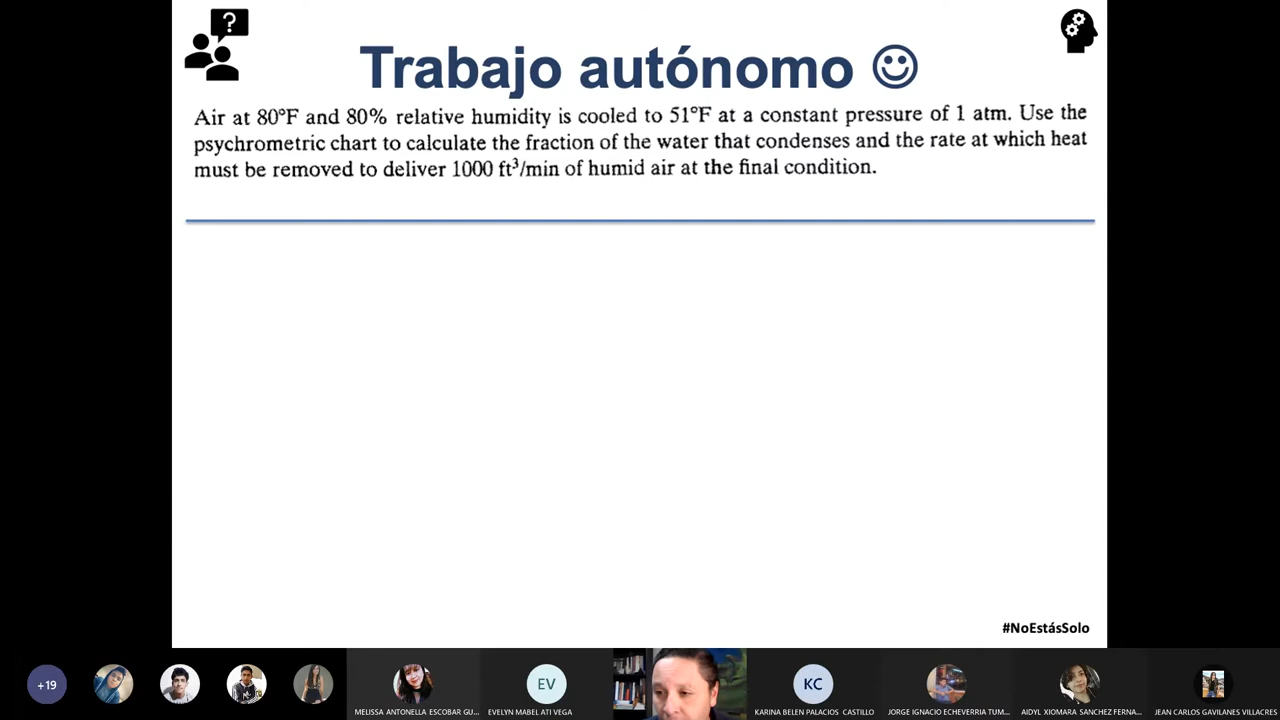 ?
Trabajo autónomo
Air at 80°F and 80% relative humidity is cooled to 51°F at a constant pressure of 1 atm. Use the
psychrometric chart to calculate the fraction of the water that condenses and the rate at which heat
must be removed to deliver 1000 ft³/min of humid air at the final condition.
#NoEstásSolo
+19
EV
KC
MELISSA ANTONELLA ESCOBAR GU...
EVELYN MABEL ATI VEGA
KARINA BELEN PALACIOS CASTILLO
JORGE IGNACIO ECHEVERRIA TUM...
AIDYL XIOMARA SANCHEZ FERNA...
JEAN CARLOS GAVILANES VILLACRES